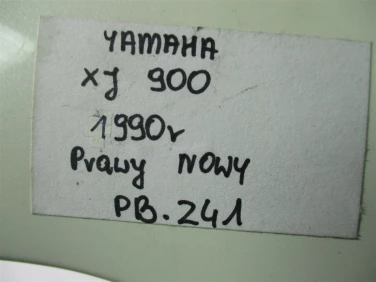 YAMAHA
XJ 900
1990r
Prawy NOWY
PB.241